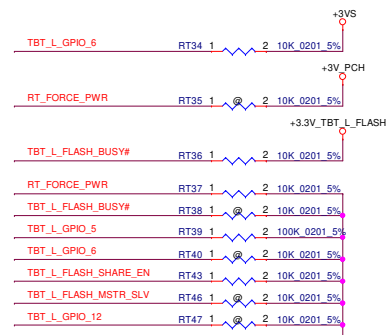 +3VS
TBT_L_GPIO_6 RT34 1 2 10K_0201_5%
+3V_PCH
RT_FORCE_PWR RT35 1 @ 2 10K_0201_5%
+3.3V_TBT_L_FLASH
TBT_L_FLASH_BUSY# RT36 1 2 10K_0201_5%
RT_FORCE_PWR RT37 1 2 10K_0201_5%
TBT_L_FLASH_BUSY# RT38 1 @ 2 10K_0201_5%
TBT_L_GPIO_5 RT39 1 @ 2 100K_0201_5%
TBT_L_GPIO_6 RT40 1 @ 2 10K_0201_5%
TBT_L_FLASH_SHARE_EN RT43 1 @ 2 10K_0201_5%
TBT_L_FLASH_MSTR_SLV RT46 1 @ 2 10K_0201_5%
TBT_L_GPIO_12 RT47 1 @ 2 10K_0201_5%